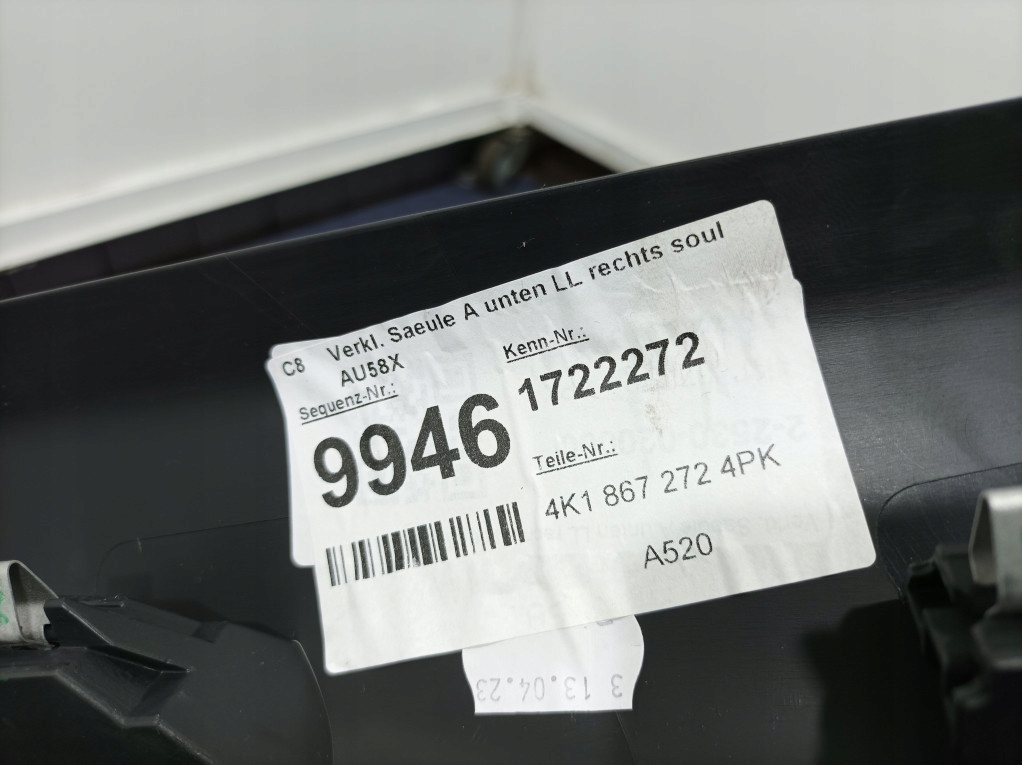 Verkl. Saeule A unten LL rechts soul
C8 AU58X
Sequenz-Nr.:
9946
Kenn-Nr.:
1722272
Teile-Nr.:
4K1 867 272 4PK
A520
3 13.04.23